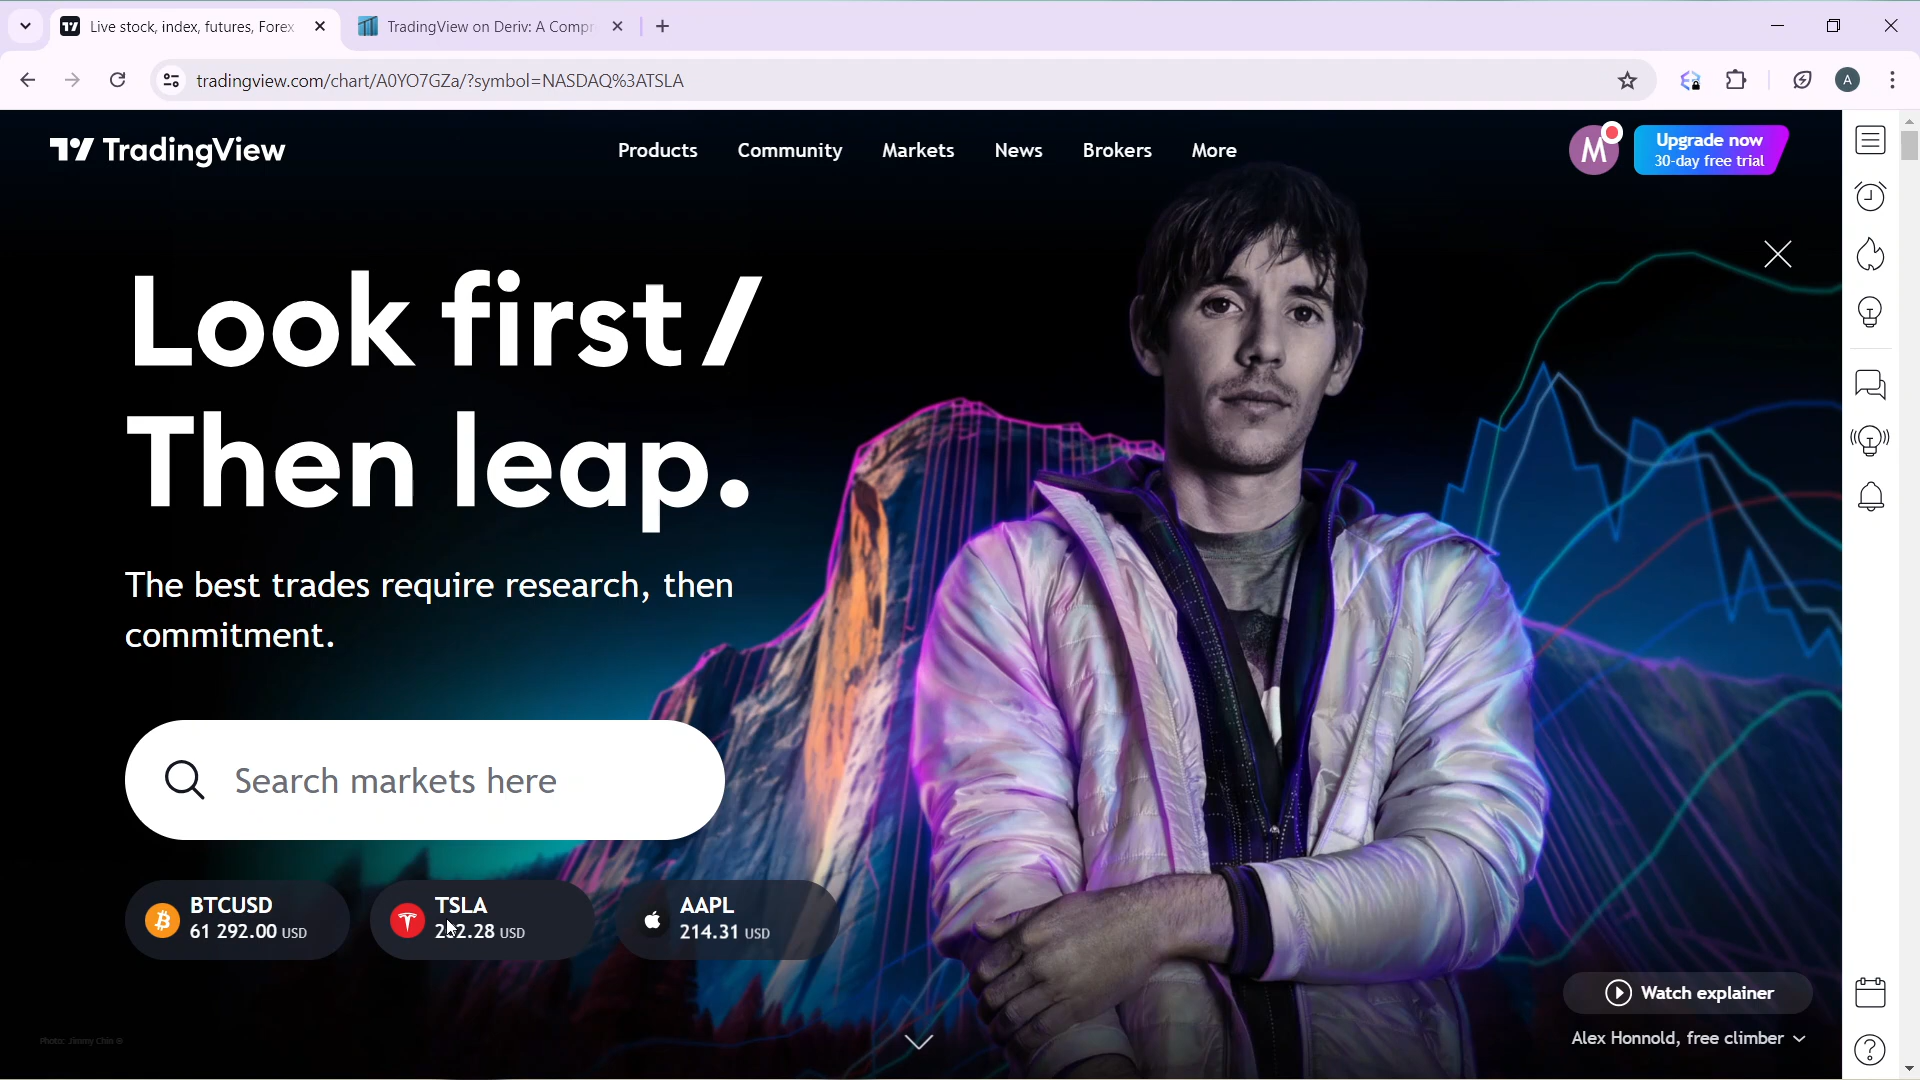 Live stock, index, futures, Forex
TradingView on Deriv: A Compr
tradingview.com/chart/A0YO7GZa/?symbol=NASDAQ%3ATSLA
A
TradingView
Products
Community
Markets
News
Brokers
More
M
Upgrade now
30-day free trial
Look first /
Then leap.
The best trades require research, then
commitment.
Search markets here
BTCUSD
61 292.00 USD
TSLA
USD
AAPL
214.31 USD
Watch explainer
Alex Honnold, free climber
Photo: Jimmy Chin ©